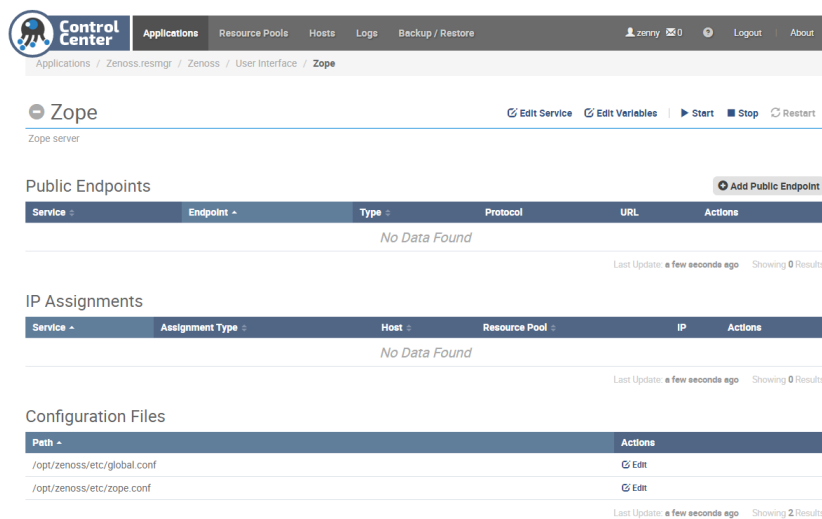 Control Center Applications Resource Pools Hosts Logs Backup / Restore zenny 0 Logout About
Applications / Zenoss.resmgr / Zenoss / User Interface / Zope
Zope Edit Service Edit Variables Start Stop Restart
Zope server
Public Endpoints Add Public Endpoint
Service Endpoint Type Protocol URL Actions
No Data Found
Last Update: a few seconds ago Showing 0 Results
IP Assignments
Service Assignment Type Host Resource Pool IP Actions
No Data Found
Last Update: a few seconds ago Showing 0 Results
Configuration Files
Path Actions
/opt/zenoss/etc/global.conf Edit
/opt/zenoss/etc/zope.conf Edit
Last Update: a few seconds ago Showing 2 Results